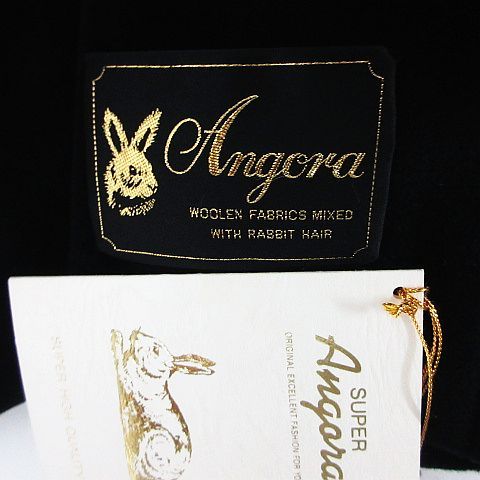 Angora
WOOLEN FABRICS MIXED
WITH RABBIT HAIR
SUPER
Angora
ORIGINAL EXCELLENT FASHION FOR
SUPER HIGH QUALITY